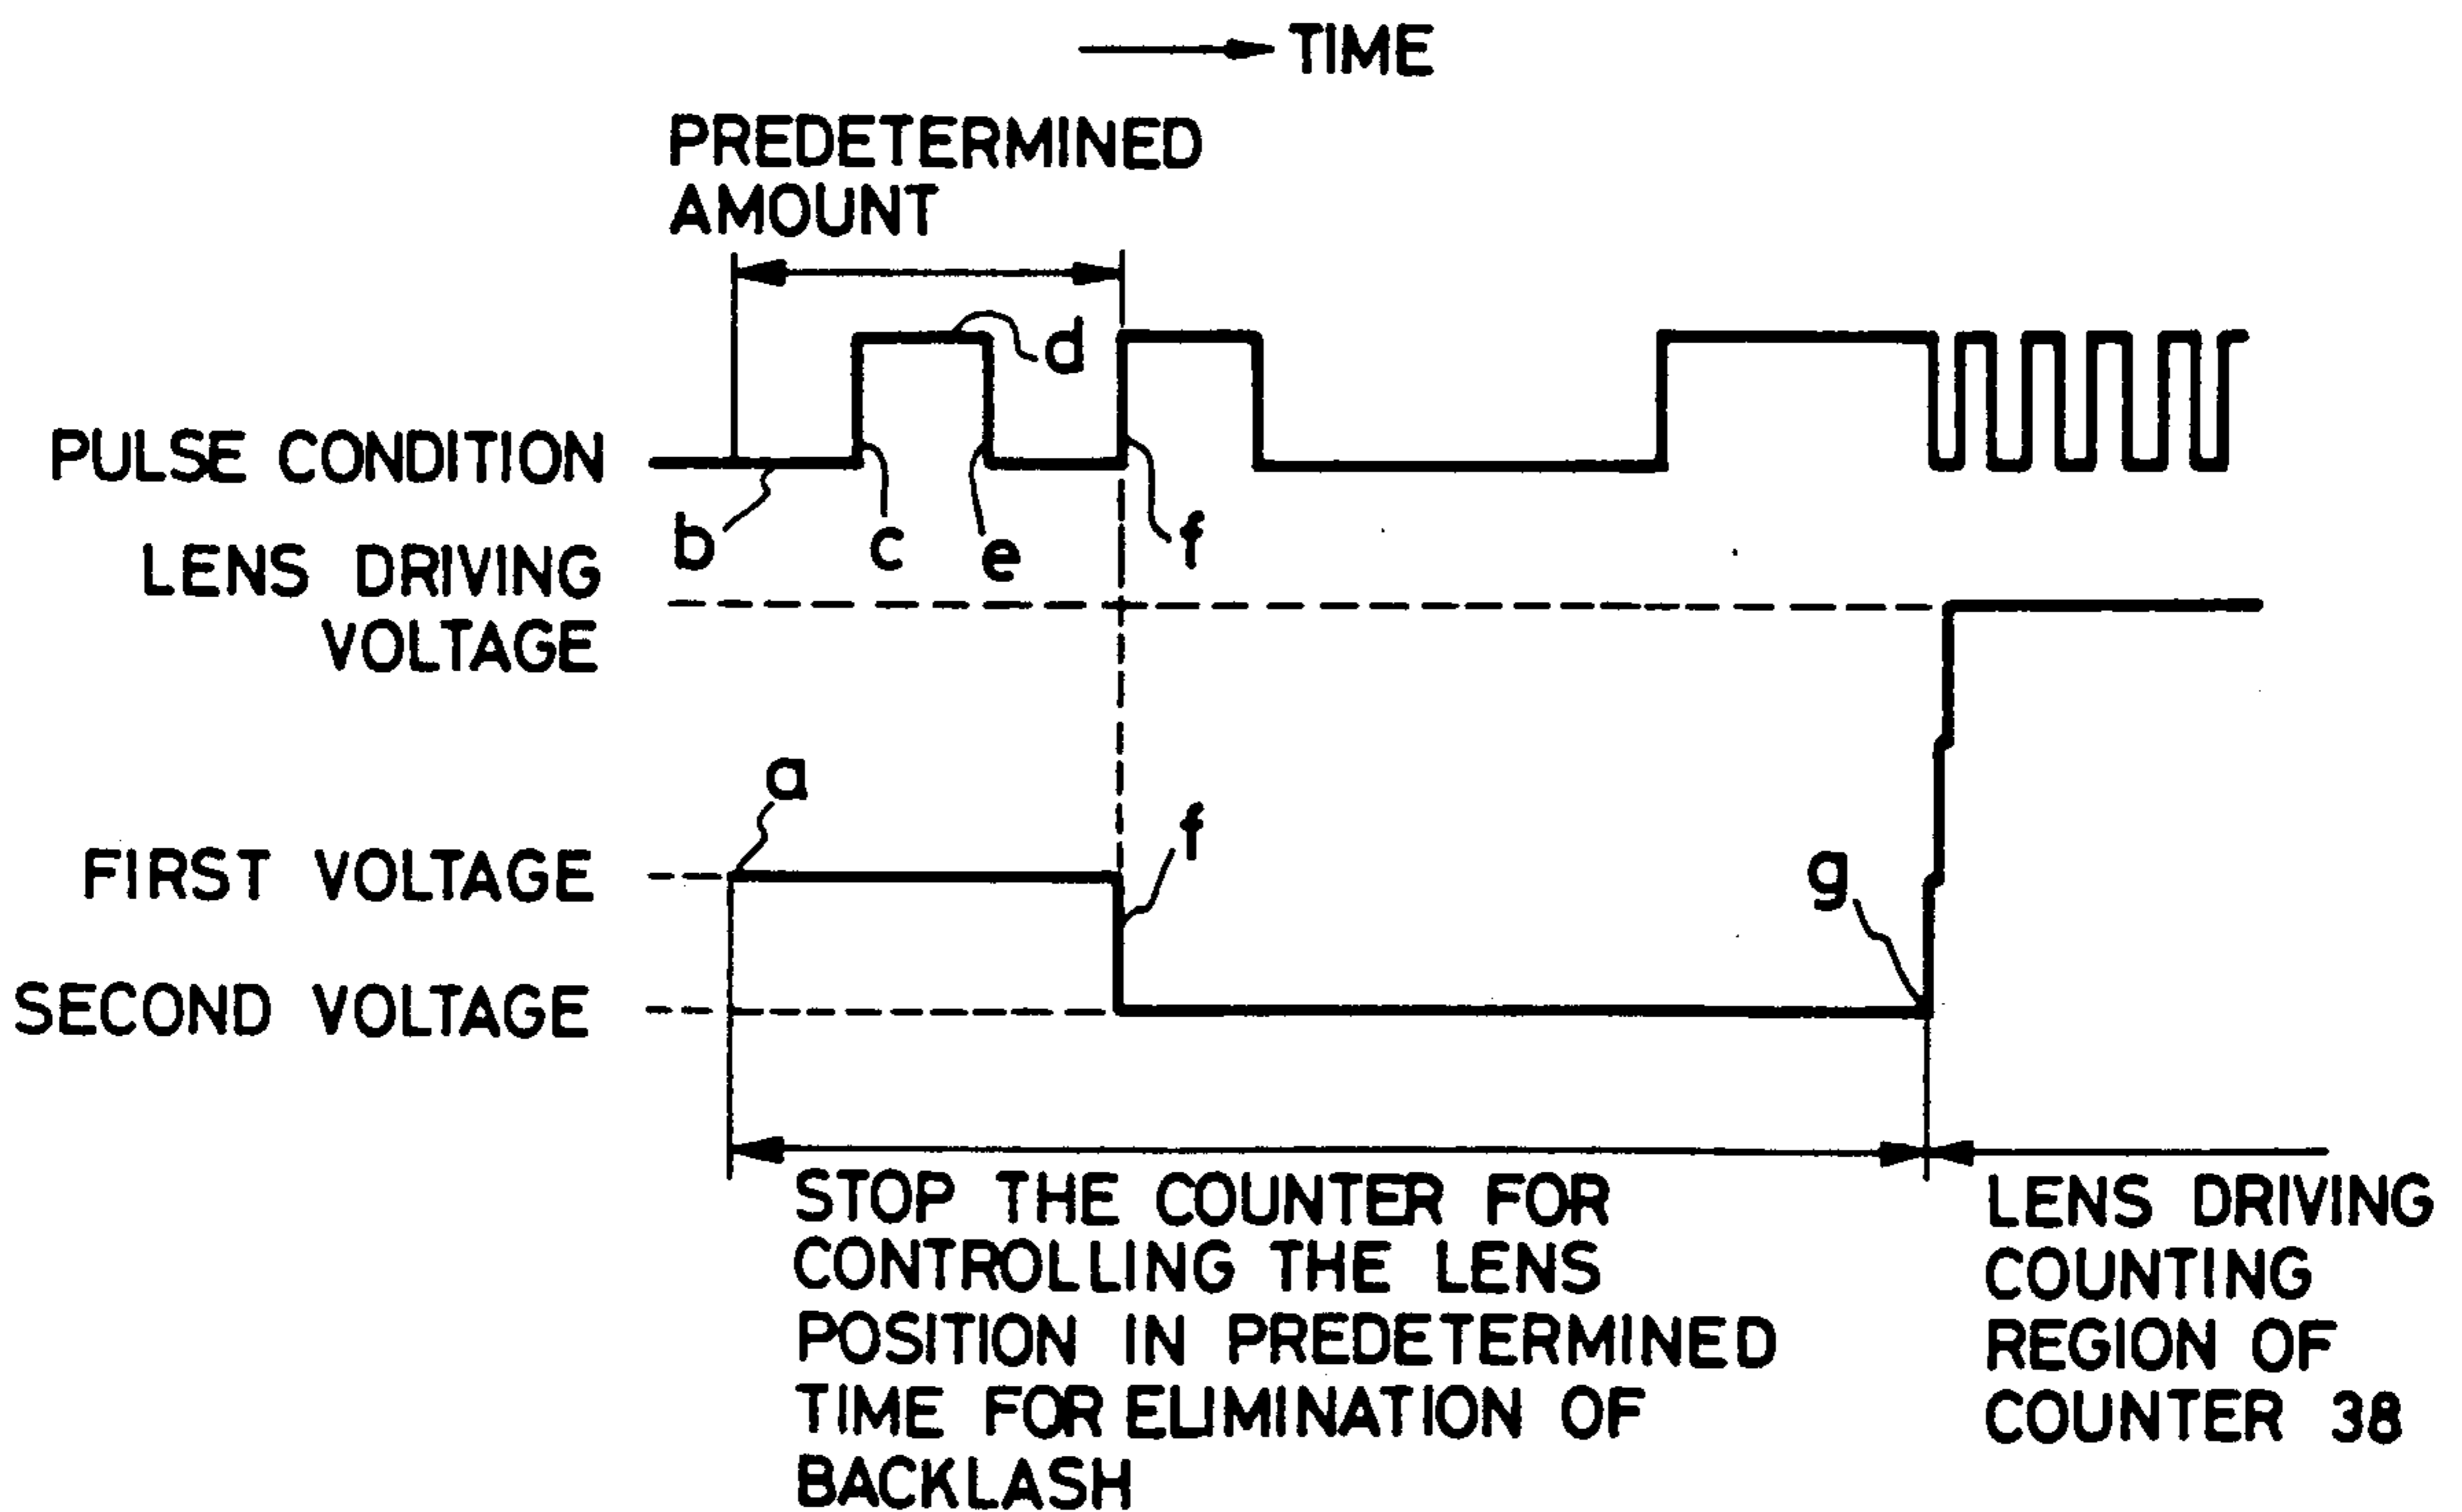 TIME
PREDETERMINED
AMOUNT
d
PULSE CONDITION
b
c
e
f
LENS DRIVING
VOLTAGE
a
f
FIRST VOLTAGE
g
SECOND VOLTAGE
STOP THE COUNTER FOR
CONTROLLING THE LENS
POSITION IN PREDETERMINED
TIME FOR ELIMINATION OF
BACKLASH
LENS DRIVING
COUNTING
REGION OF
COUNTER 38